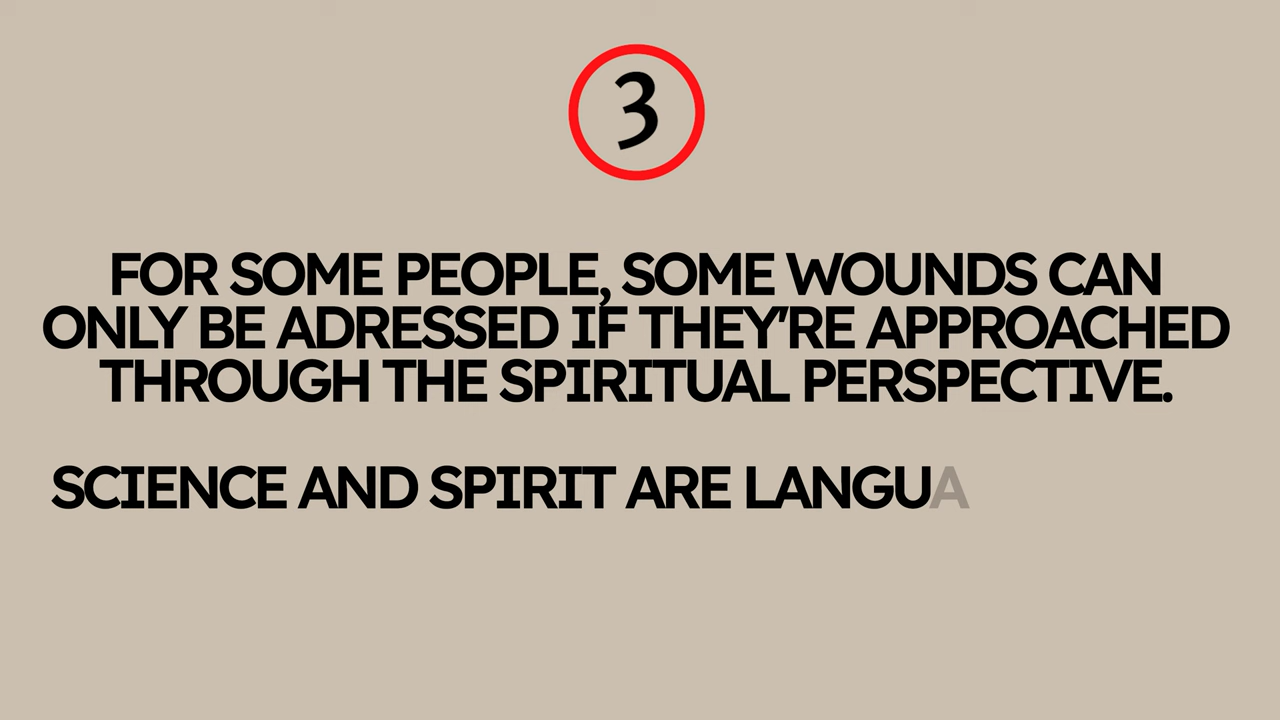 3
FOR SOME PEOPLE, SOME WOUNDS CAN
ONLY BE ADRESSED IF THEY'RE APPROACHED
THROUGH THE SPIRITUAL PERSPECTIVE.
SCIENCE AND SPIRIT ARE LANGUA